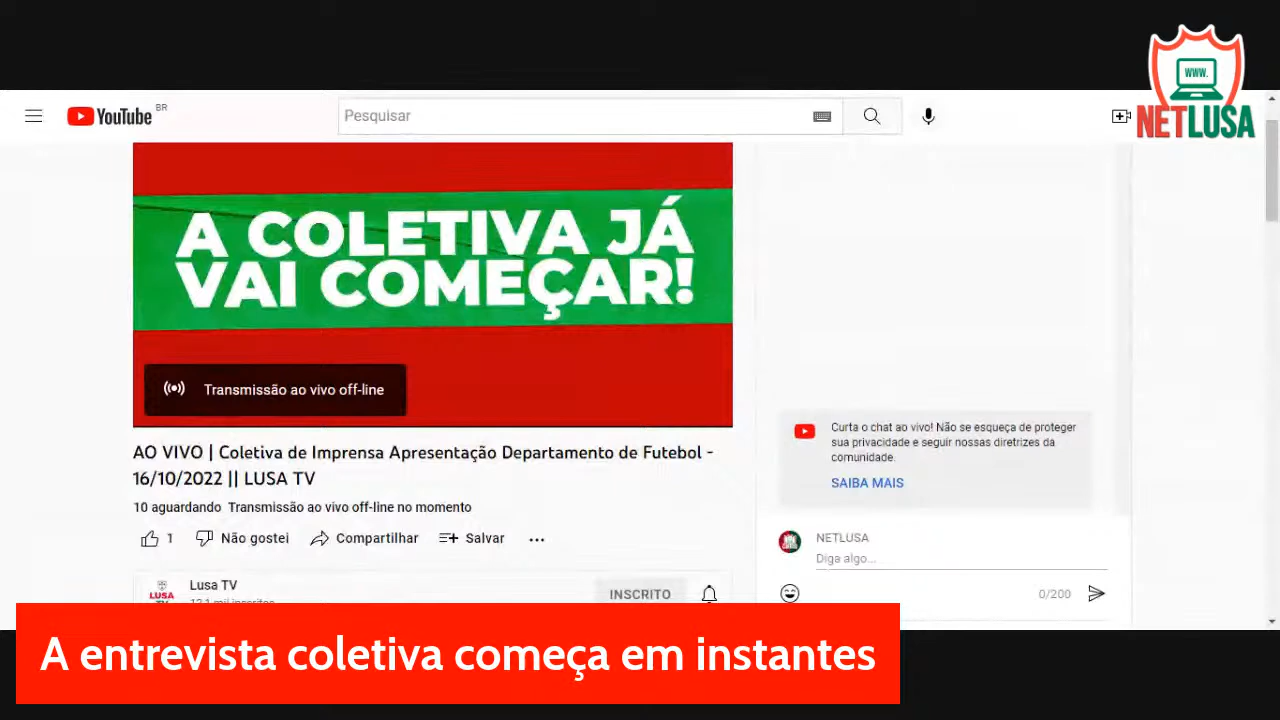 WWW.
NETLUSA
YouTube BR
Pesquisar
A COLETIVA JÁ
VAI COMEÇAR!
Transmissão ao vivo off-line
AO VIVO | Coletiva de Imprensa Apresentação Departamento de Futebol -
16/10/2022 || LUSA TV
10 aguardando Transmissão ao vivo off-line no momento
1 Não gostei Compartilhar Salvar
LUSA
Lusa TV
INSCRITO
Curta o chat ao vivo! Não se esqueça de proteger
sua privacidade e seguir nossas diretrizes da
comunidade.
SAIBA MAIS
NETLUSA
Diga algo...
0/200
A entrevista coletiva começa em instantes